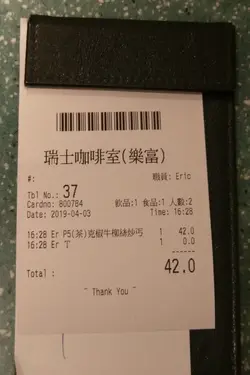 瑞士咖啡室(樂富)
#: 職員: Eric
Tbl No.: 37
Cardno: 800784 飲品:1 食品:1 人數:2
Date: 2019-04-03 Time: 16:28
16:28 Er P5(茶)克椒牛柳絲炒丐 1 42.0
16:28 Er T 1 0.0
Total : 42.0
~ Thank You ~